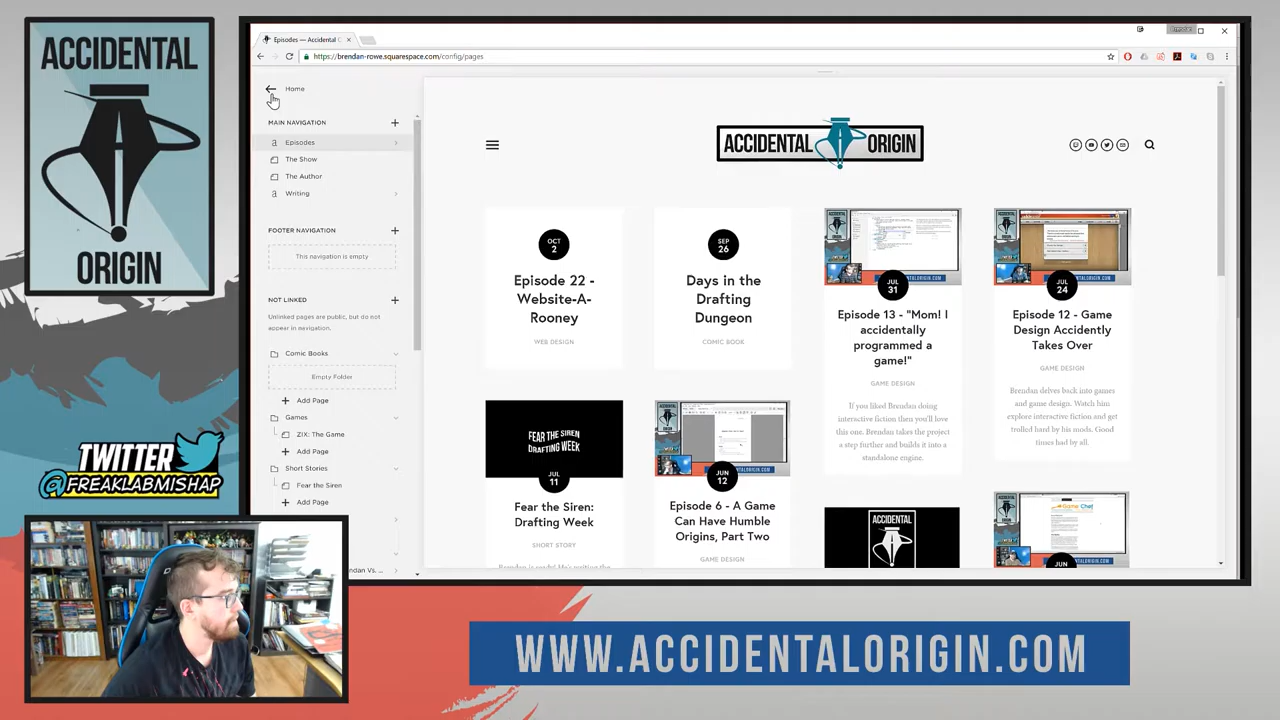 ACCIDENTAL
ORIGIN
TWITTER
@FREAKLABMISHAP
Episodes — Accidental
https://brendan-rowe.squarespace.com/config/pages
Home
MAIN NAVIGATION
Episodes
The Show
The Author
Writing
FOOTER NAVIGATION
This navigation is empty
NOT LINKED
Unlinked pages are public, but do not
appear in navigation.
Comic Books
Empty Folder
Add Page
Games
ZIX: The Game
Add Page
Short Stories
Fear the Siren
Add Page
ACCIDENTAL ORIGIN
OCT
2
Episode 22 -
Website-A-
Rooney
WEB DESIGN
SEP
26
Days in the
Drafting
Dungeon
COMIC BOOK
JUL
31
Episode 13 - "Mom! I
accidentally
programmed a
game!"
GAME DESIGN
If you liked Brendan doing
interactive fiction then you'll love
this one. Brendan takes the project
a step further and builds it into a
standalone engine.
JUL
24
Episode 12 - Game
Design Accidently
Takes Over
GAME DESIGN
Brendan delves back into games
and game design. Watch him
explore interactive fiction and get
trolled hard by his mods. Good
times had by all.
FEAR THE SIREN
DRAFTING WEEK
JUL
11
Fear the Siren:
Drafting Week
SHORT STORY
JUN
12
Episode 6 - A Game
Can Have Humble
Origins, Part Two
GAME DESIGN
ACCIDENTAL
Game Chef
JUN
WWW.ACCIDENTALORIGIN.COM